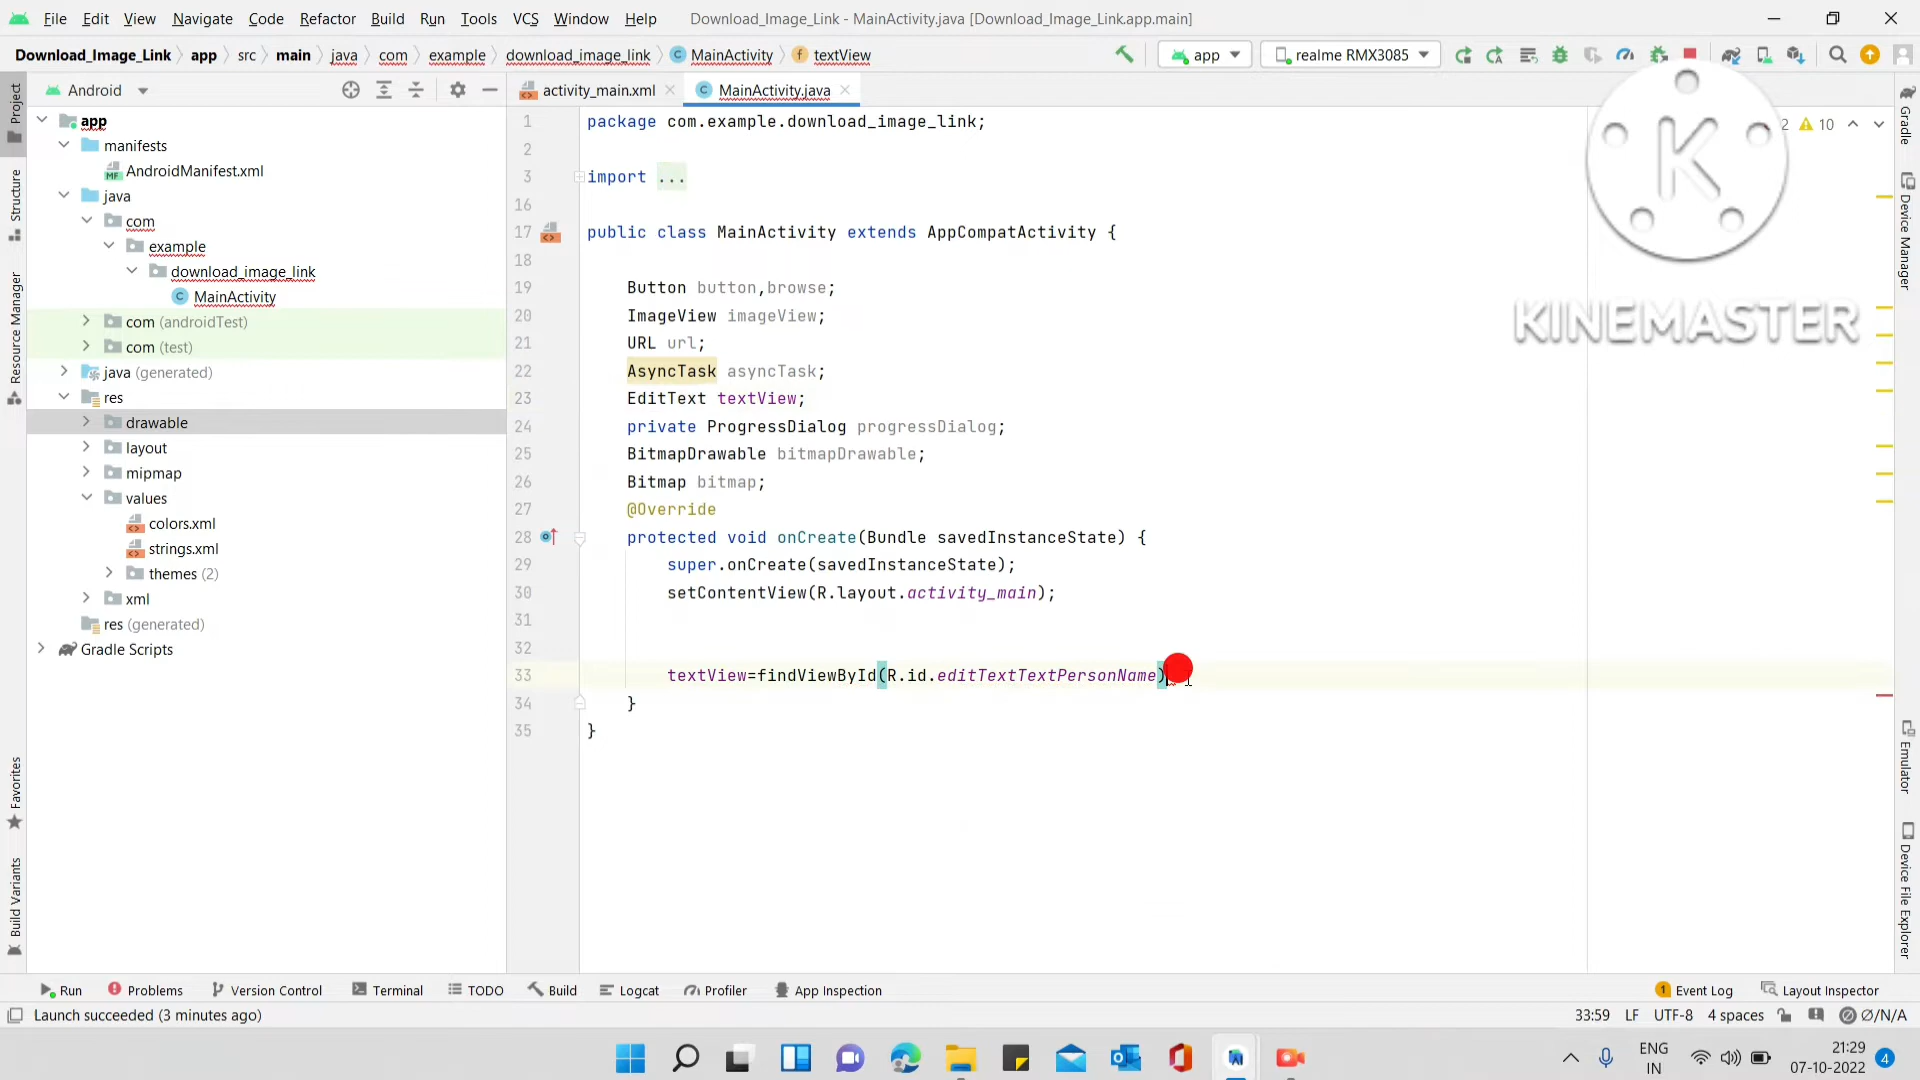 File Edit View Navigate Code Refactor Build Run Tools VCS Window Help Download_Image_Link - MainActivity.java [Download_Image_Link.app.main]
Download_Image_Link app src main java com example download_image_link MainActivity textView app realme RMX3085
Android activity_main.xml MainActivity.java
Project
Structure
Resource Manager
Favorites
Build Variants
app
manifests
AndroidManifest.xml
java
com
example
download_image_link
MainActivity
com (androidTest)
com (test)
java (generated)
res
drawable
layout
mipmap
values
colors.xml
strings.xml
themes (2)
xml
res (generated)
Gradle Scripts
1 package com.example.download_image_link;
2
3 import ...
16
17 public class MainActivity extends AppCompatActivity {
18
19 Button button,browse;
20 ImageView imageView;
21 URL url;
22 AsyncTask asyncTask;
23 EditText textView;
24 private ProgressDialog progressDialog;
25 BitmapDrawable bitmapDrawable;
26 Bitmap bitmap;
27 @Override
28 protected void onCreate(Bundle savedInstanceState) {
29 super.onCreate(savedInstanceState);
30 setContentView(R.layout.activity_main);
31
32
33 textView=findViewById(R.id.editTextTextPersonName)
34 }
35 }
2 10
K
KINEMASTER
Gradle
Device Manager
Emulator
Device File Explorer
Run Problems Version Control Terminal TODO Build Logcat Profiler App Inspection 1 Event Log Layout Inspector
Launch succeeded (3 minutes ago) 33:59 LF UTF-8 4 spaces Ø/N/A
ENG
IN
21:29
07-10-2022
4